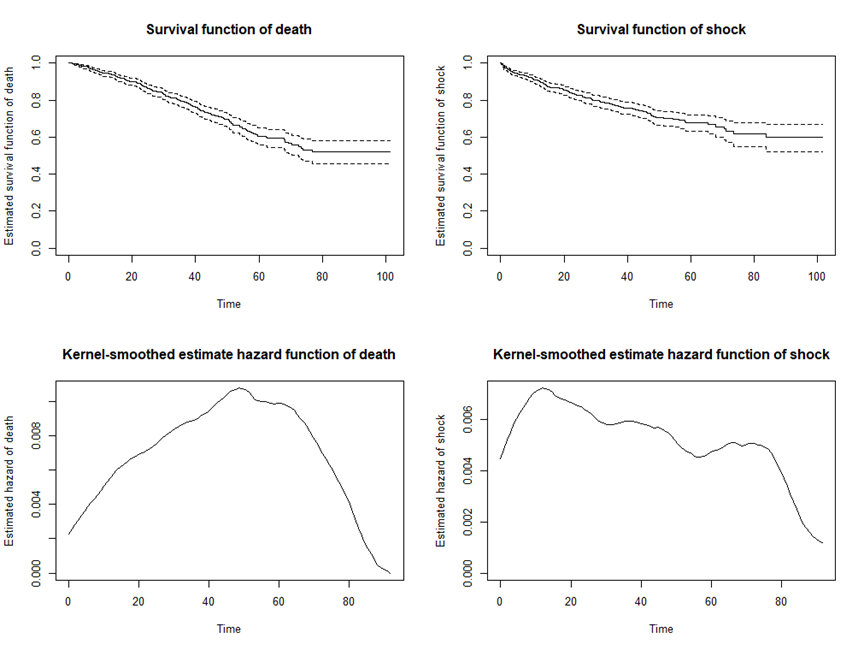 Survival function of death
Estimated survival function of death
1.0
0.8
0.6
0.4
0.2
0.0
0 20 40 60 80 100
Time
Survival function of shock
Estimated survival function of shock
1.0
0.8
0.6
0.4
0.2
0.0
0 20 40 60 80 100
Time
Kernel-smoothed estimate hazard function of death
Estimated hazard of death
0.008
0.004
0.000
0 20 40 60 80
Time
Kernel-smoothed estimate hazard function of shock
Estimated hazard of shock
0.006
0.004
0.002
0.000
0 20 40 60 80
Time